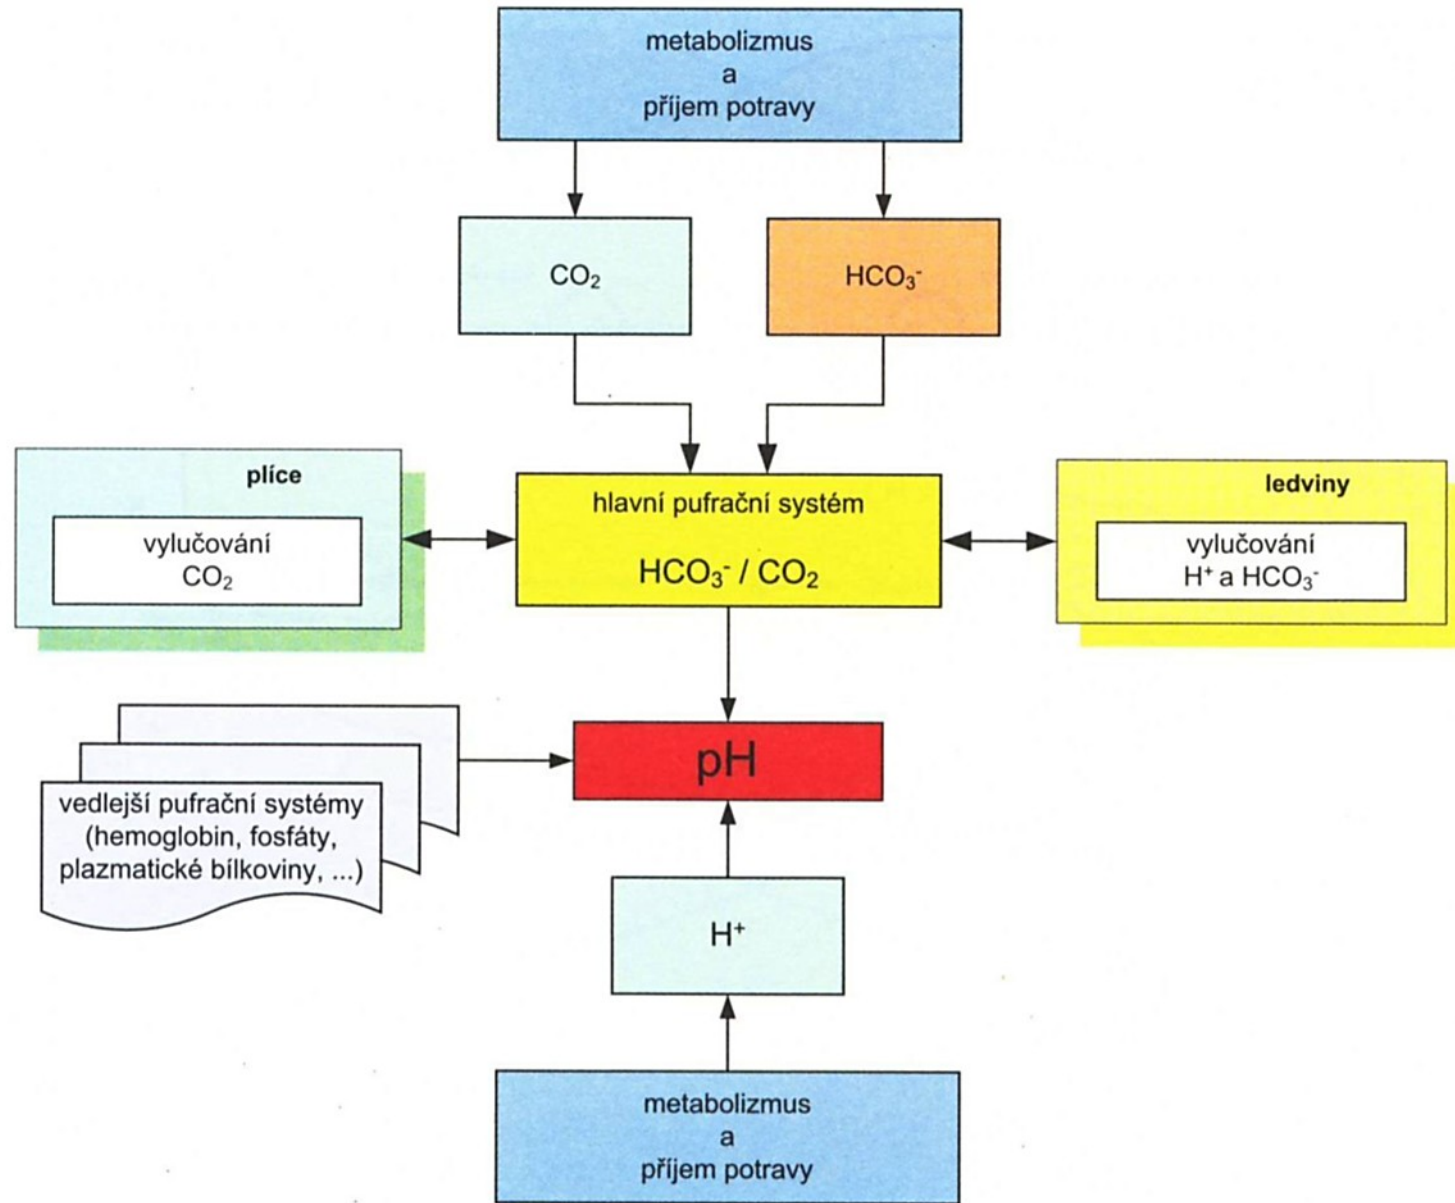 metabolizmus
a
příjem potravy
CO₂
HCO₃⁻
plíce
vylučování
CO₂
hlavní pufrační systém
HCO₃⁻ / CO₂
ledviny
vylučování
H⁺ a HCO₃⁻
pH
vedlejší pufrační systémy
(hemoglobin, fosfáty,
plazmatické bílkoviny, ...)
H⁺
metabolizmus
a
příjem potravy